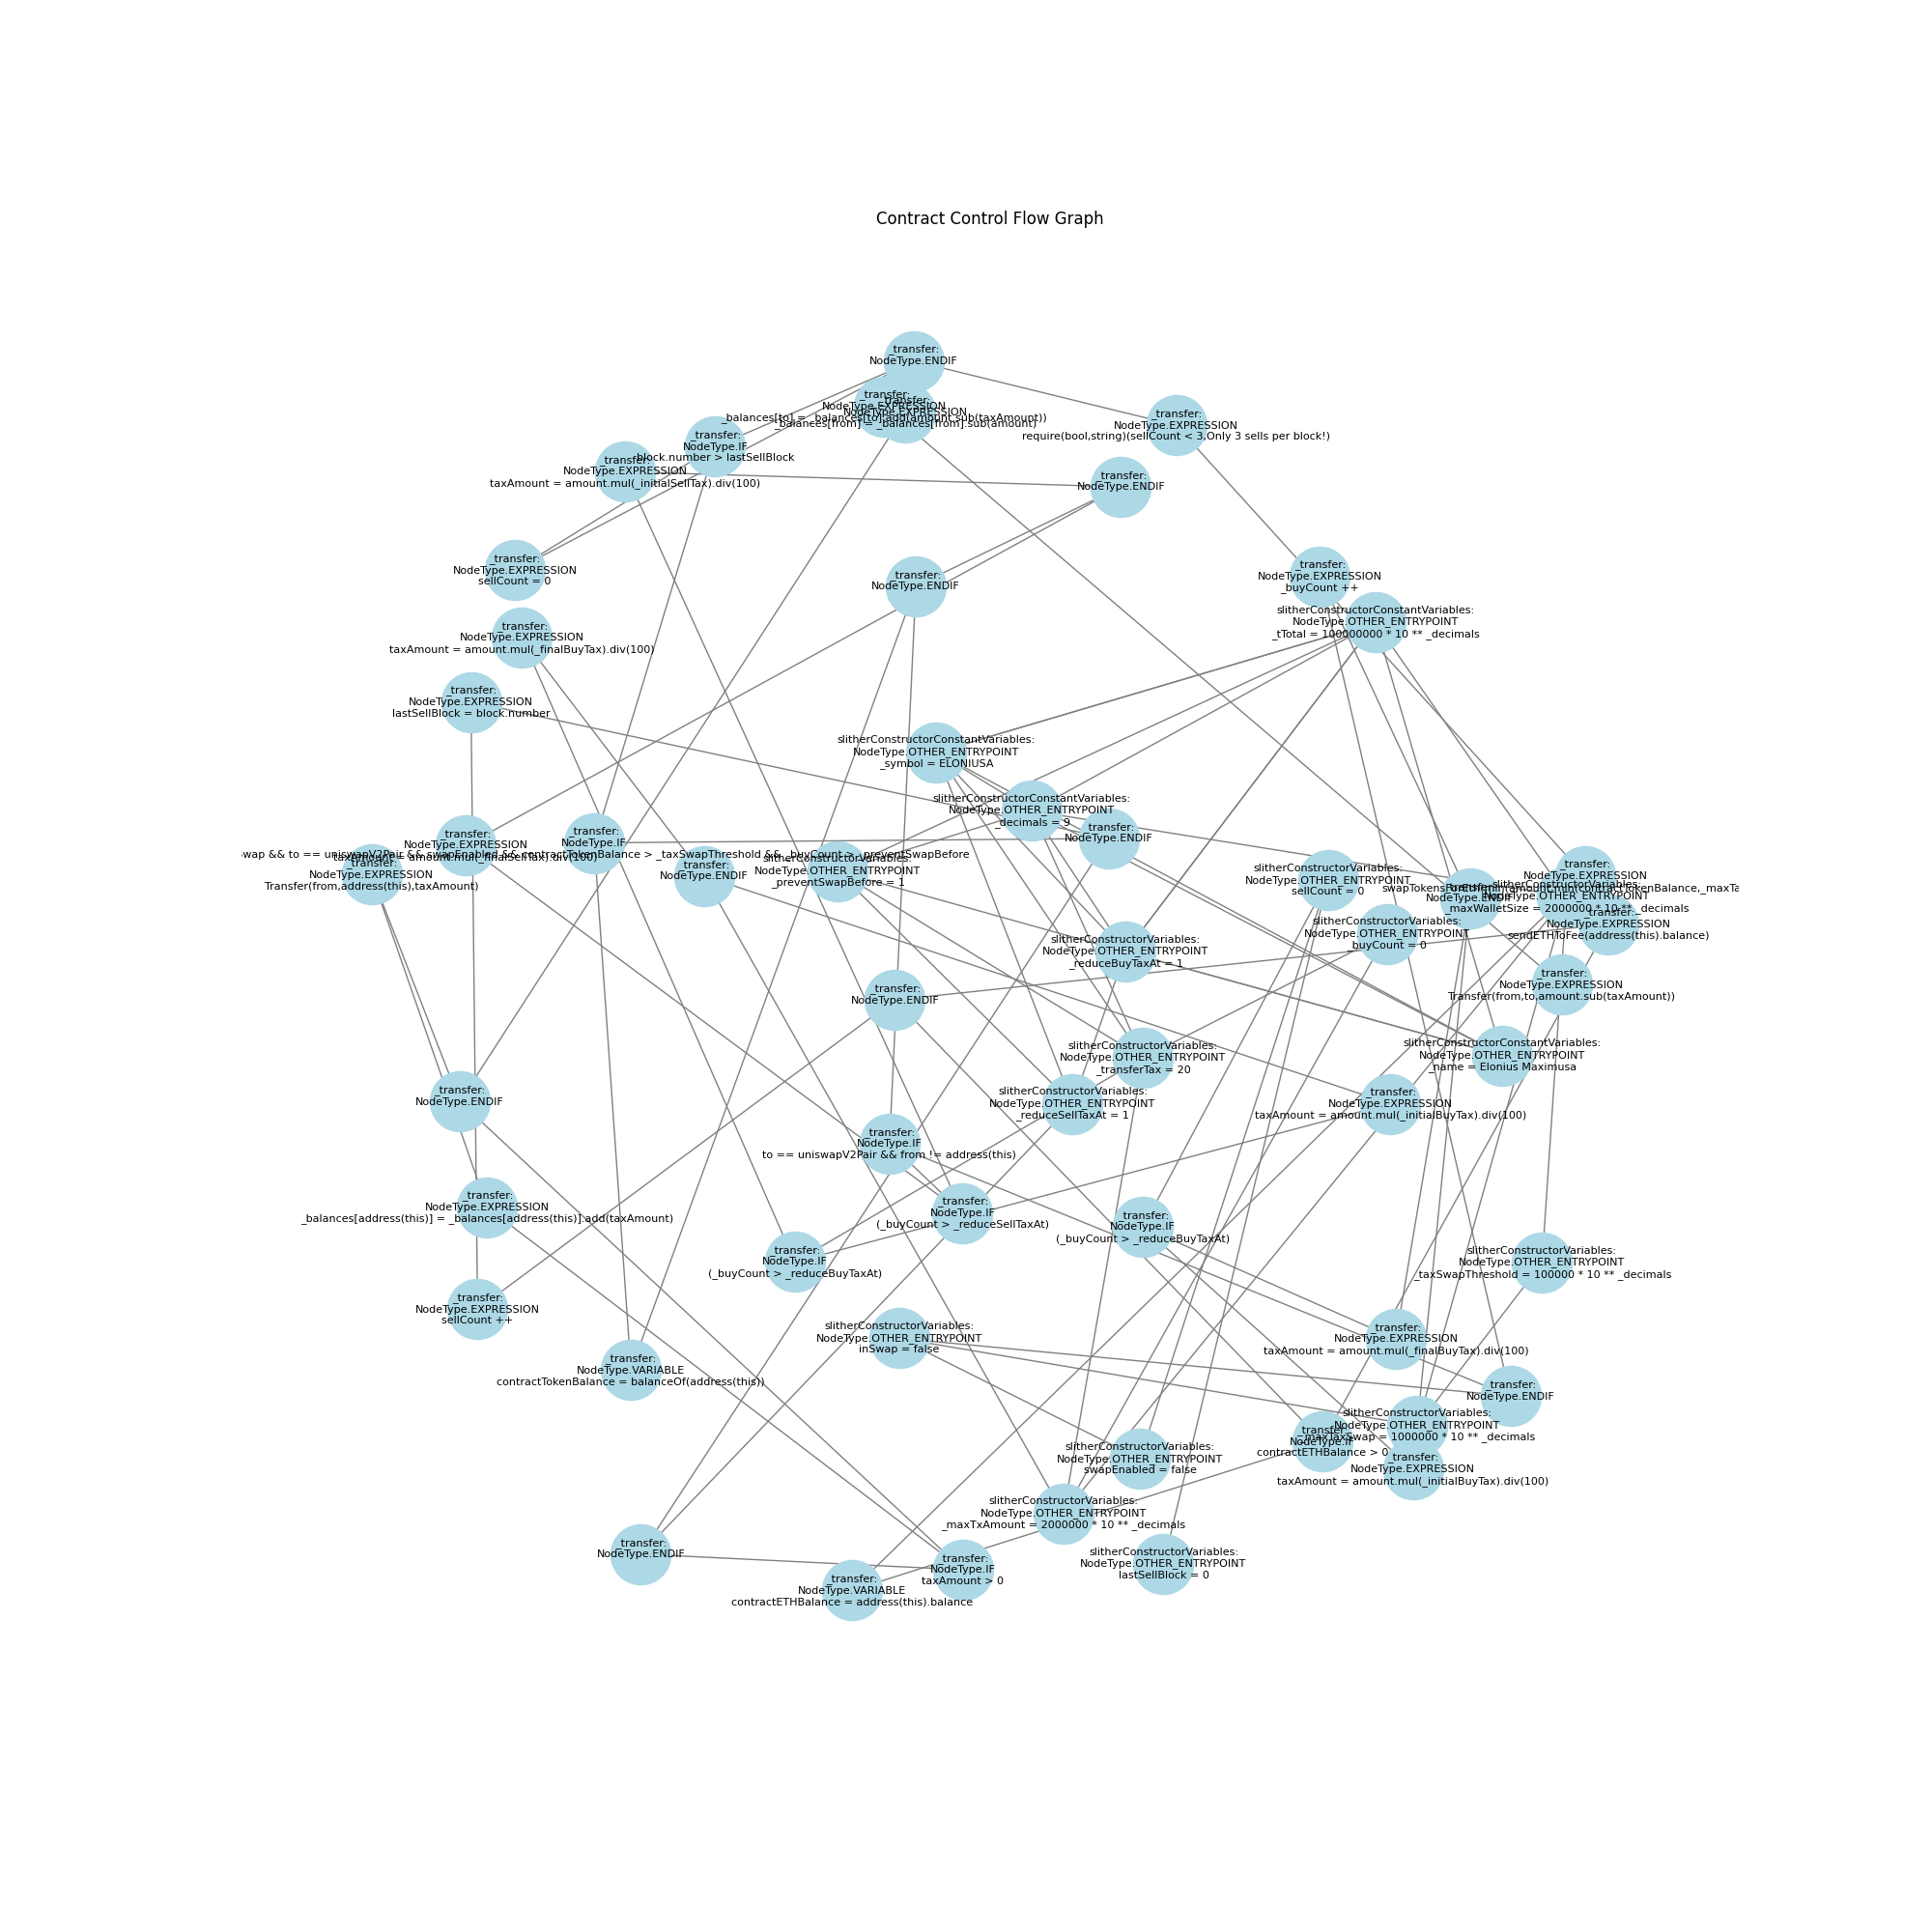 Contract Control Flow Graph
_transfer:
NodeType.ENDIF
_transfer:
NodeType.EXPRESSION
_balances[to] = _balances[to].add(amount.sub(taxAmount))
_transfer:
NodeType.EXPRESSION
_balances[from] = _balances[from].sub(amount)
_transfer:
NodeType.EXPRESSION
require(bool,string)(sellCount < 3,Only 3 sells per block!)
_transfer:
NodeType.IF
block.number > lastSellBlock
_transfer:
NodeType.EXPRESSION
taxAmount = amount.mul(_initialSellTax).div(100)
_transfer:
NodeType.ENDIF
_transfer:
NodeType.EXPRESSION
sellCount = 0
_transfer:
NodeType.ENDIF
_transfer:
NodeType.EXPRESSION
_buyCount ++
slitherConstructorConstantVariables:
NodeType.OTHER_ENTRYPOINT
_tTotal = 100000000 * 10 ** _decimals
_transfer:
NodeType.EXPRESSION
taxAmount = amount.mul(_finalBuyTax).div(100)
_transfer:
NodeType.EXPRESSION
lastSellBlock = block.number
slitherConstructorConstantVariables:
NodeType.OTHER_ENTRYPOINT
_symbol = ELONIUSA
slitherConstructorConstantVariables:
NodeType.OTHER_ENTRYPOINT
_decimals = 9
_transfer:
NodeType.ENDIF
_transfer:
NodeType.EXPRESSION
taxAmount = amount.mul(_finalSellTax).div(100)
_transfer:
NodeType.IF
swap && to == uniswapV2Pair && swapEnabled && contractTokenBalance > _taxSwapThreshold && _buyCount > _preventSwapBefore
_transfer:
NodeType.EXPRESSION
Transfer(from,address(this),taxAmount)
_transfer:
NodeType.ENDIF
slitherConstructorVariables:
NodeType.OTHER_ENTRYPOINT
_preventSwapBefore = 1
slitherConstructorVariables:
NodeType.OTHER_ENTRYPOINT
sellCount = 0
_transfer:
NodeType.ENDIF
_transfer:
NodeType.EXPRESSION
slitherConstructorVariables:
NodeType.OTHER_ENTRYPOINT
_maxWalletSize = 2000000 * 10 ** _decimals
_transfer:
NodeType.EXPRESSION
sendETHToFee(address(this).balance)
slitherConstructorVariables:
NodeType.OTHER_ENTRYPOINT
_buyCount = 0
slitherConstructorVariables:
NodeType.OTHER_ENTRYPOINT
_reduceBuyTaxAt = 1
_transfer:
NodeType.EXPRESSION
Transfer(from,to,amount.sub(taxAmount))
_transfer:
NodeType.ENDIF
slitherConstructorVariables:
NodeType.OTHER_ENTRYPOINT
_transferTax = 20
slitherConstructorConstantVariables:
NodeType.OTHER_ENTRYPOINT
_name = Elonius Maximusa
slitherConstructorVariables:
NodeType.OTHER_ENTRYPOINT
_reduceSellTaxAt = 1
_transfer:
NodeType.EXPRESSION
taxAmount = amount.mul(_initialBuyTax).div(100)
_transfer:
NodeType.ENDIF
_transfer:
NodeType.IF
to == uniswapV2Pair && from != address(this)
_transfer:
NodeType.EXPRESSION
_balances[address(this)] = _balances[address(this)].add(taxAmount)
_transfer:
NodeType.IF
(_buyCount > _reduceSellTaxAt)
_transfer:
NodeType.IF
(_buyCount > _reduceBuyTaxAt)
_transfer:
NodeType.IF
(_buyCount > _reduceBuyTaxAt)
slitherConstructorVariables:
NodeType.OTHER_ENTRYPOINT
_taxSwapThreshold = 100000 * 10 ** _decimals
_transfer:
NodeType.EXPRESSION
sellCount ++
slitherConstructorVariables:
NodeType.OTHER_ENTRYPOINT
inSwap = false
_transfer:
NodeType.EXPRESSION
taxAmount = amount.mul(_finalBuyTax).div(100)
_transfer:
NodeType.VARIABLE
contractTokenBalance = balanceOf(address(this))
_transfer:
NodeType.ENDIF
slitherConstructorVariables:
NodeType.OTHER_ENTRYPOINT
_maxTaxSwap = 1000000 * 10 ** _decimals
_transfer:
NodeType.IF
contractETHBalance > 0
_transfer:
NodeType.EXPRESSION
taxAmount = amount.mul(_initialBuyTax).div(100)
slitherConstructorVariables:
NodeType.OTHER_ENTRYPOINT
swapEnabled = false
slitherConstructorVariables:
NodeType.OTHER_ENTRYPOINT
_maxTxAmount = 2000000 * 10 ** _decimals
_transfer:
NodeType.ENDIF
slitherConstructorVariables:
NodeType.OTHER_ENTRYPOINT
lastSellBlock = 0
_transfer:
NodeType.IF
taxAmount > 0
_transfer:
NodeType.VARIABLE
contractETHBalance = address(this).balance